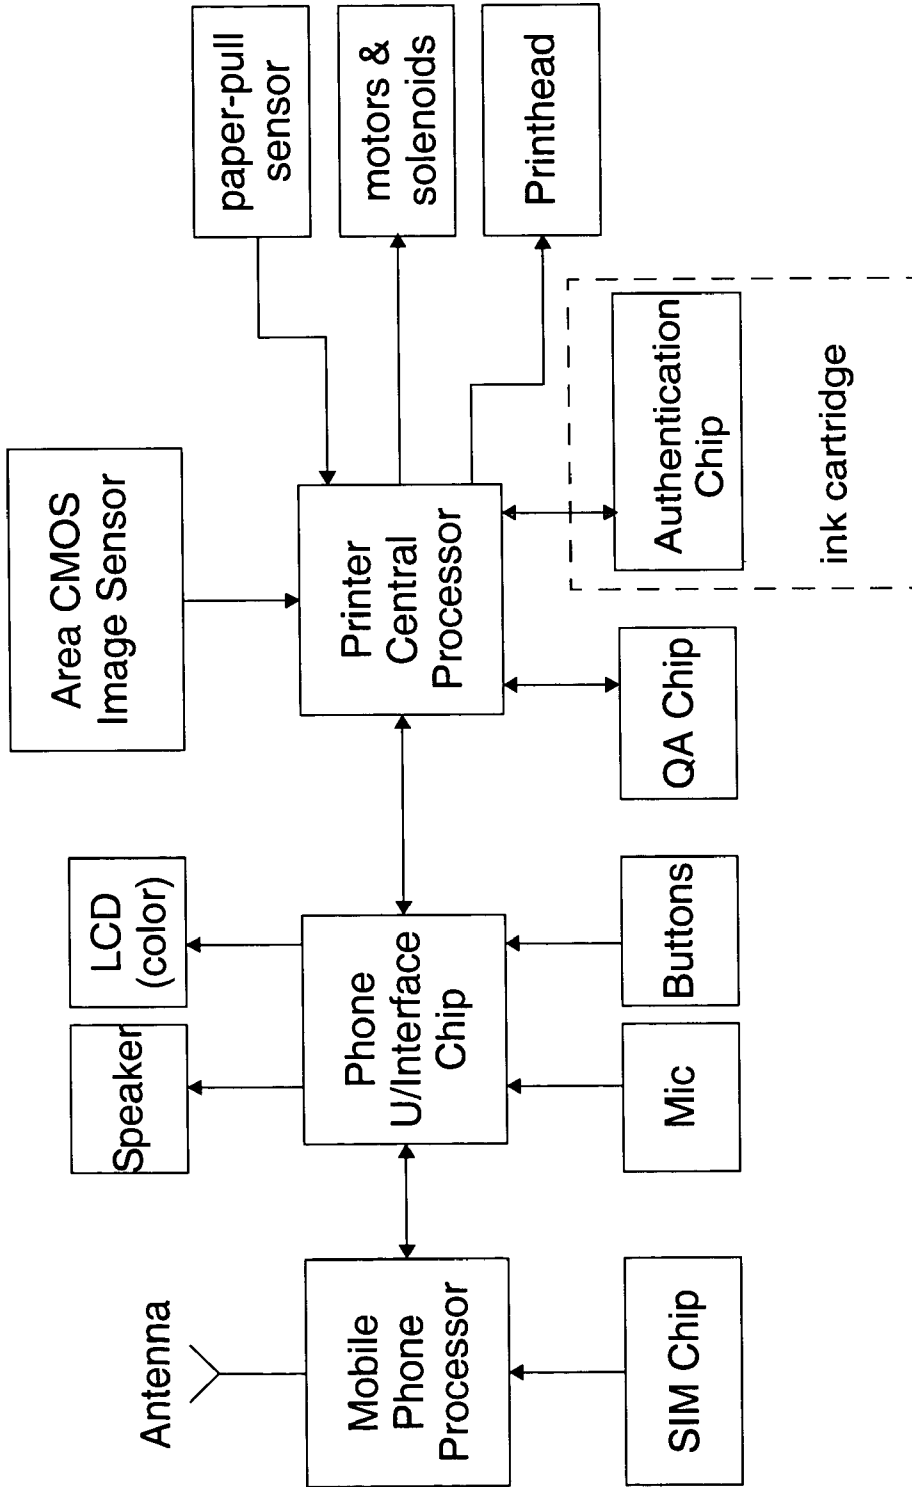 Antenna
Mobile
Phone
Processor
SIM Chip
Speaker
LCD
(color)
Phone
U/Interface
Chip
Mic
Buttons
Area CMOS
Image Sensor
Printer
Central
Processor
QA Chip
Authentication
Chip
ink cartridge
paper-pull
sensor
motors &
solenoids
Printhead